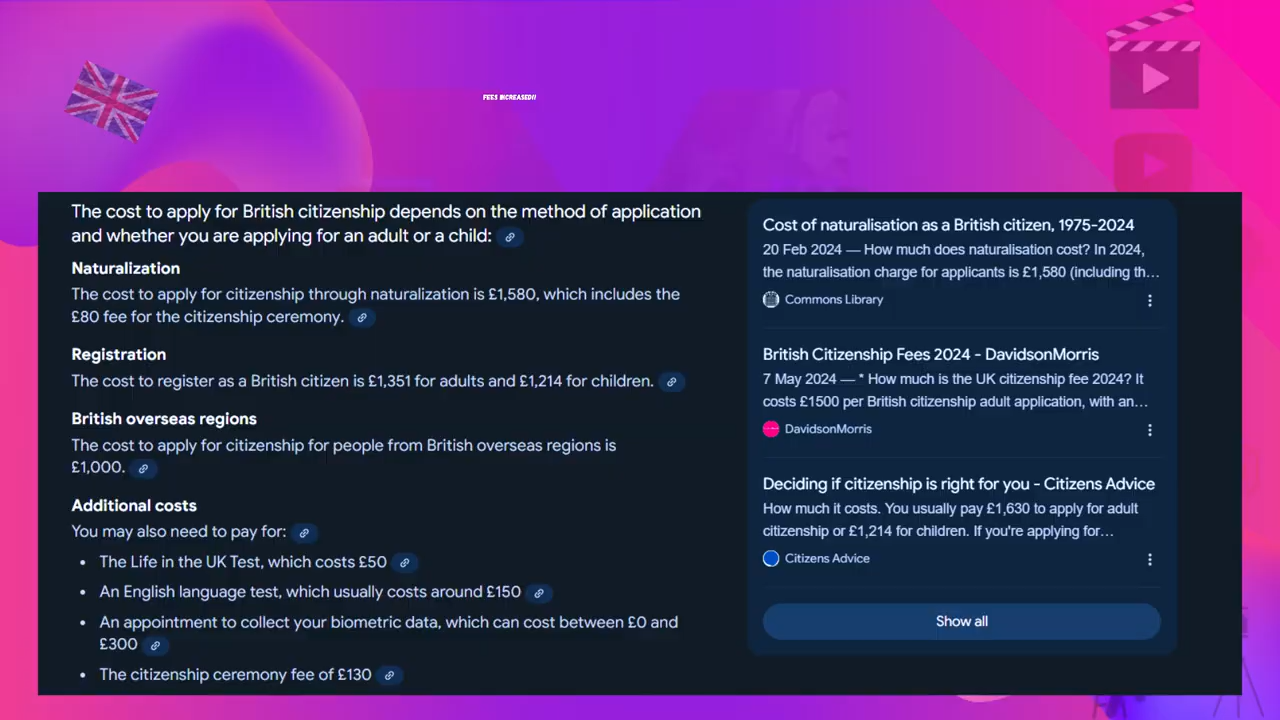 FEES INCREASED!!
The cost to apply for British citizenship depends on the method of application
and whether you are applying for an adult or a child:
Naturalization
The cost to apply for citizenship through naturalization is £1,580, which includes the
£80 fee for the citizenship ceremony.
Registration
The cost to register as a British citizen is £1,351 for adults and £1,214 for children.
British overseas regions
The cost to apply for citizenship for people from British overseas regions is
£1,000.
Additional costs
You may also need to pay for:
• The Life in the UK Test, which costs £50
• An English language test, which usually costs around £150
• An appointment to collect your biometric data, which can cost between £0 and
£300
• The citizenship ceremony fee of £130
Cost of naturalisation as a British citizen, 1975-2024
20 Feb 2024 — How much does naturalisation cost? In 2024,
the naturalisation charge for applicants is £1,580 (including th...
Commons Library
British Citizenship Fees 2024 - DavidsonMorris
7 May 2024 — * How much is the UK citizenship fee 2024? It
costs £1500 per British citizenship adult application, with an...
DavidsonMorris
Deciding if citizenship is right for you - Citizens Advice
How much it costs. You usually pay £1,630 to apply for adult
citizenship or £1,214 for children. If you're applying for...
Citizens Advice
Show all